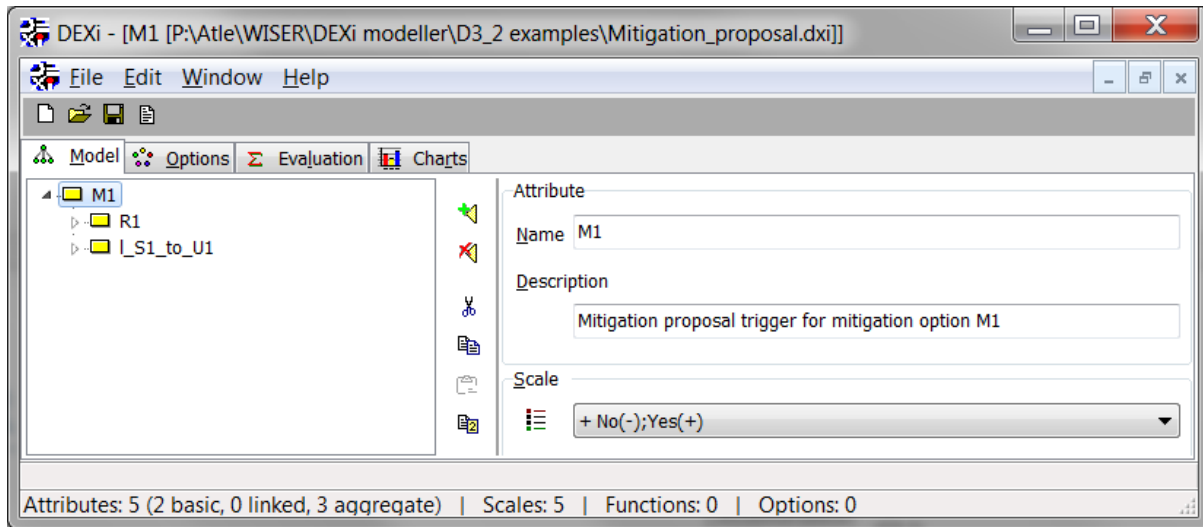 DEXi - [M1 [P:\Atle\WISER\DEXi modeller\D3_2 examples\Mitigation_proposal.dxi]]
File Edit Window Help
Model Options Σ Evaluation Charts
M1
R1
l_S1_to_U1
Attribute
Name M1
Description
Mitigation proposal trigger for mitigation option M1
Scale
+ No(-);Yes(+)
Attributes: 5 (2 basic, 0 linked, 3 aggregate) | Scales: 5 | Functions: 0 | Options: 0